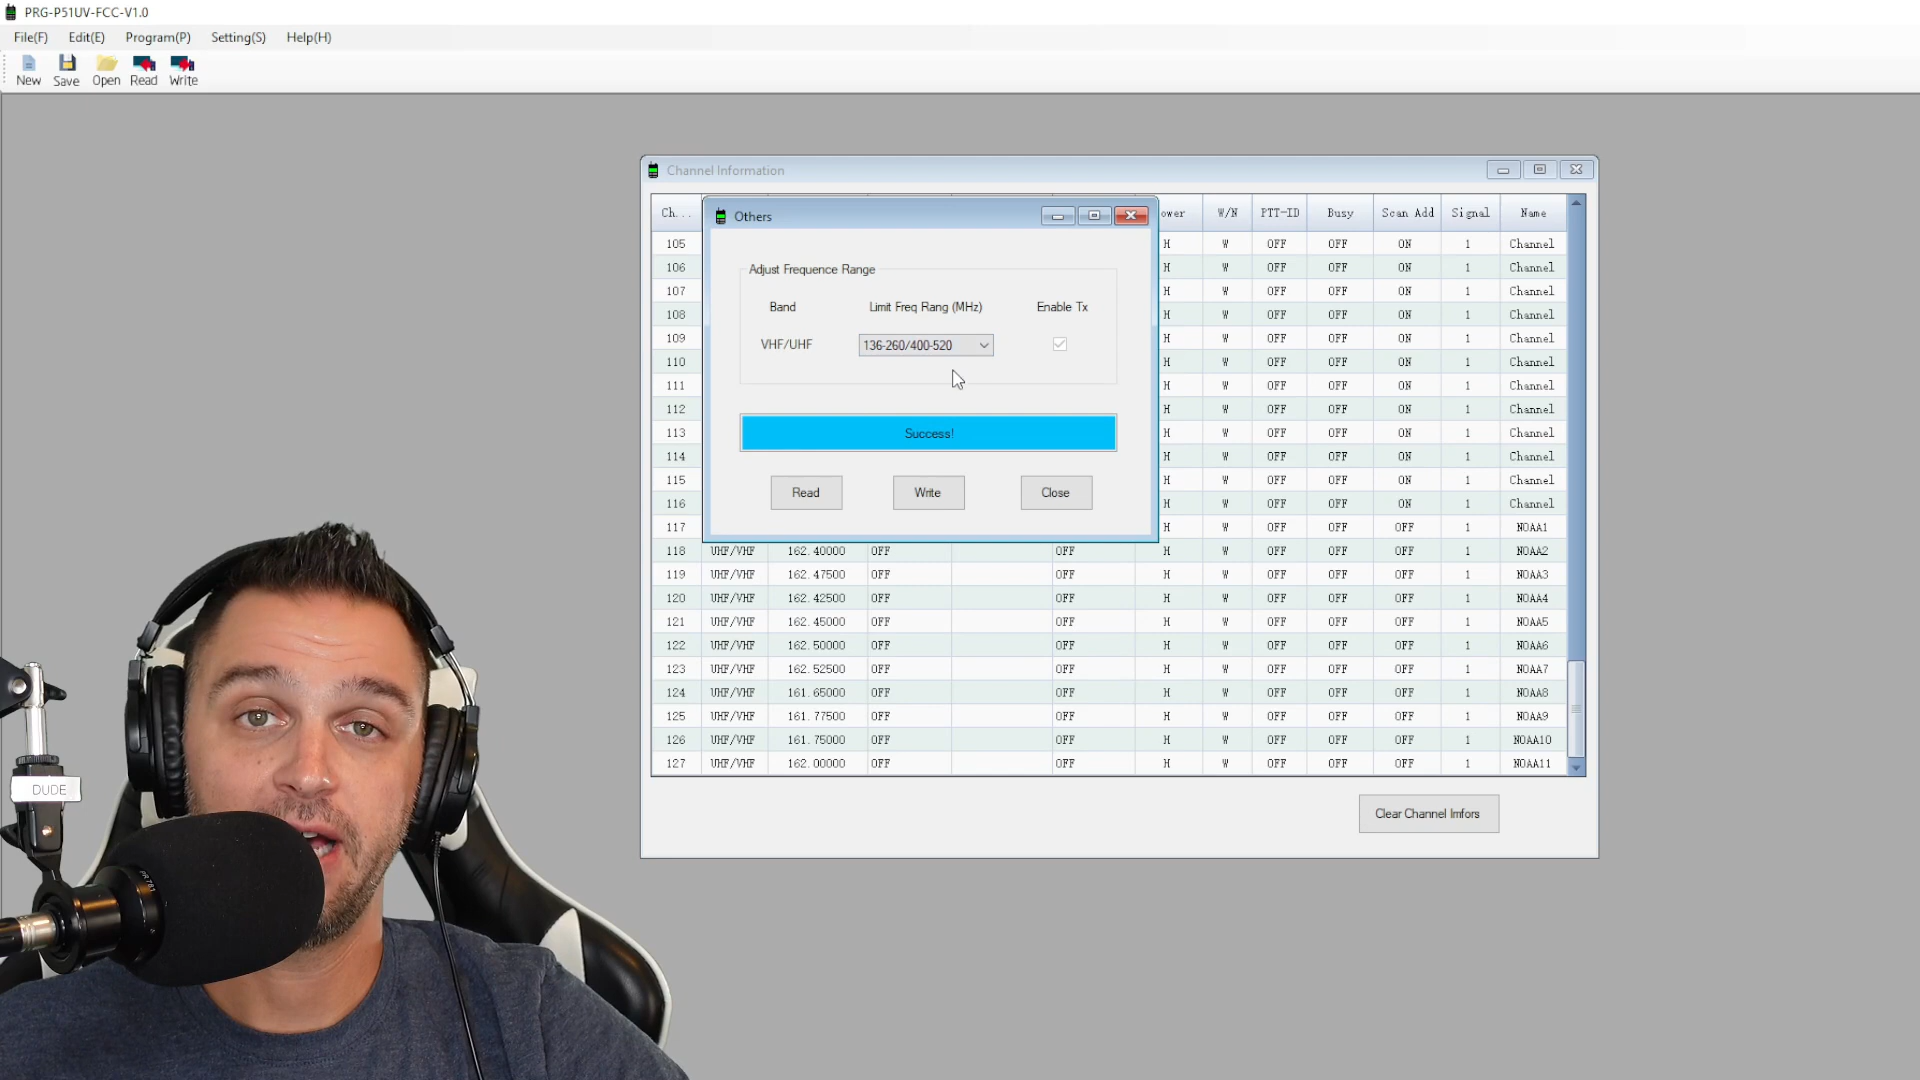 PRG-P51UV-FCC-V1.0
File(F) Edit(E) Program(P) Setting(S) Help(H)
New Save Open Read Write
Channel Information
Ch... ower W/N PTT-ID Busy Scan Add Signal Name
105 H W OFF OFF ON 1 Channel
106 H W OFF OFF ON 1 Channel
107 H W OFF OFF ON 1 Channel
108 H W OFF OFF ON 1 Channel
109 H W OFF OFF ON 1 Channel
110 H W OFF OFF ON 1 Channel
111 H W OFF OFF ON 1 Channel
112 H W OFF OFF ON 1 Channel
113 H W OFF OFF ON 1 Channel
114 H W OFF OFF ON 1 Channel
115 H W OFF OFF ON 1 Channel
116 H W OFF OFF ON 1 Channel
117 H W OFF OFF OFF 1 NOAA1
118 UHF/VHF 162.40000 OFF OFF H W OFF OFF OFF 1 NOAA2
119 UHF/VHF 162.47500 OFF OFF H W OFF OFF OFF 1 NOAA3
120 UHF/VHF 162.42500 OFF OFF H W OFF OFF OFF 1 NOAA4
121 UHF/VHF 162.45000 OFF OFF H W OFF OFF OFF 1 NOAA5
122 UHF/VHF 162.50000 OFF OFF H W OFF OFF OFF 1 NOAA6
123 UHF/VHF 162.52500 OFF OFF H W OFF OFF OFF 1 NOAA7
124 UHF/VHF 161.65000 OFF OFF H W OFF OFF OFF 1 NOAA8
125 UHF/VHF 161.77500 OFF OFF H W OFF OFF OFF 1 NOAA9
126 UHF/VHF 161.75000 OFF OFF H W OFF OFF OFF 1 NOAA10
127 UHF/VHF 162.00000 OFF OFF H W OFF OFF OFF 1 NOAA11
Clear Channel Imfors
Others
Adjust Frequence Range
Band Limit Freq Rang (MHz) Enable Tx
VHF/UHF 136-260/400-520
Success!
Read Write Close
DUDE
PR781